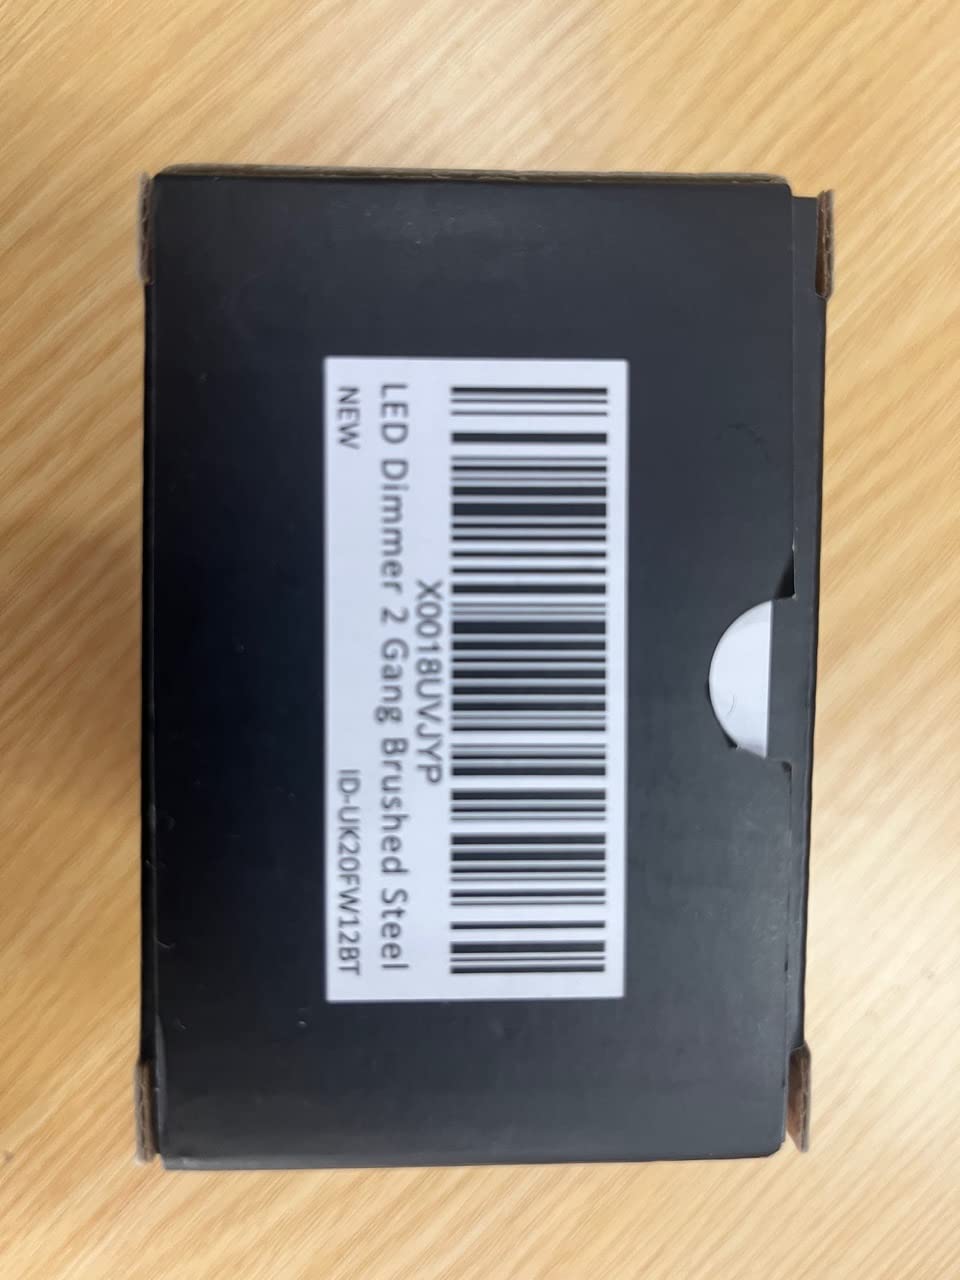 X0018UVJYP
LED Dimmer 2 Gang Brushed Steel
NEW
ID-UK20FW12BT